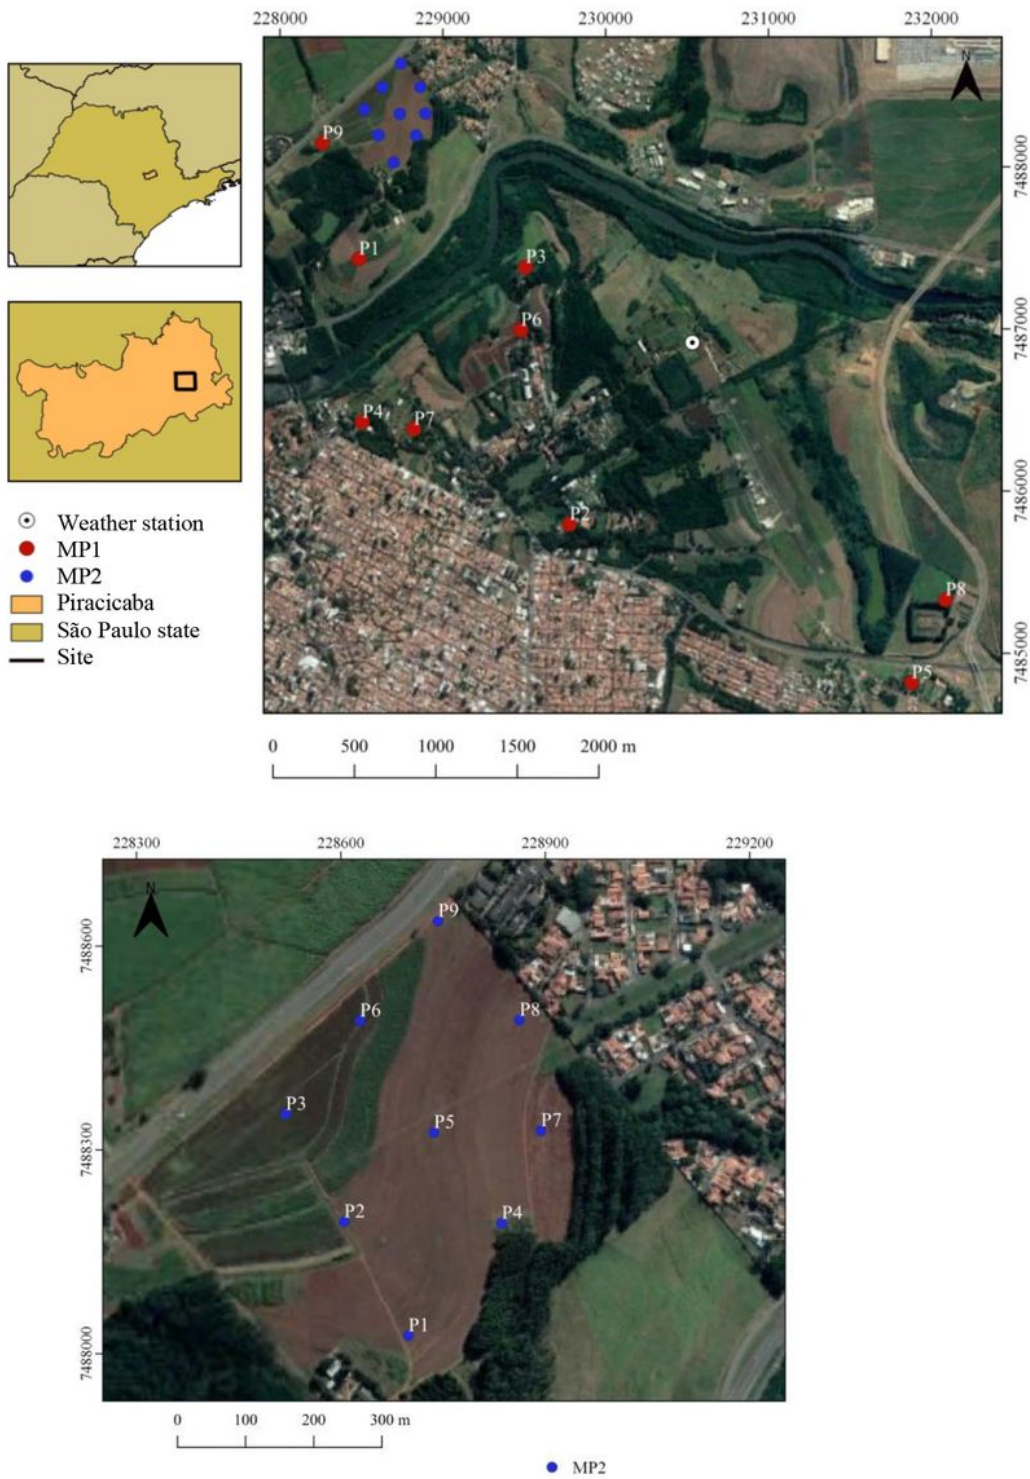 228000 229000 230000 231000 232000
N
P9
7488000
P1
P3
P6
7487000
P4
P7
7486000
P2
P8
7485000
P5
Weather station
MP1
MP2
Piracicaba
São Paulo state
Site
0 500 1000 1500 2000 m
228300 228600 228900 229200
N
P9
7488600
P6
P8
P3
P5
P7
7488300
P2
P4
P1
7488000
0 100 200 300 m
MP2